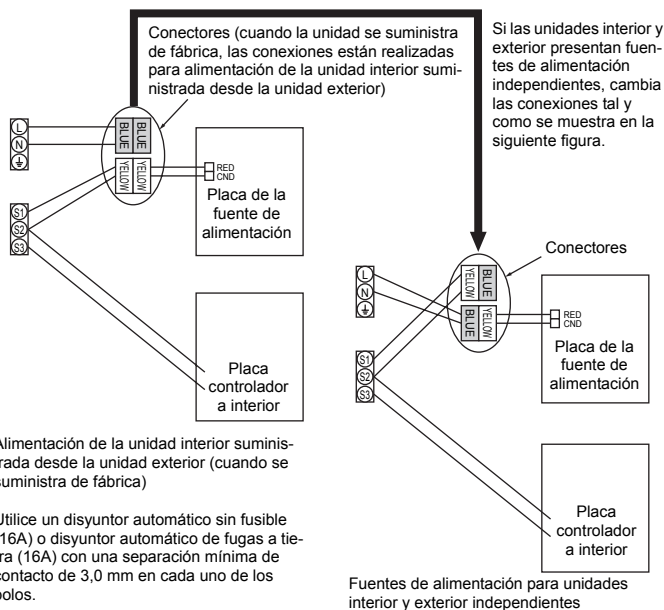 Conectores (cuando la unidad se suministra
de fábrica, las conexiones están realizadas
para alimentación de la unidad interior sumi-
nistrada desde la unidad exterior)
Si las unidades interior y
exterior presentan fuen-
tes de alimentación
independientes, cambia
las conexiones tal y
como se muestra en la
siguiente figura.
L
N
BLUE
BLUE
YELLOW
YELLOW
RED
CND
Placa de la
fuente de
alimentación
S1
S2
S3
Placa
controlador
a interior
Conectores
L
N
YELLOW
BLUE
BLUE
YELLOW
RED
CND
Placa de la
fuente de
alimentación
S1
S2
S3
Placa
controlador
a interior
Alimentación de la unidad interior suminis-
trada desde la unidad exterior (cuando se
suministra de fábrica)
Utilice un disyuntor automático sin fusible
(16A) o disyuntor automático de fugas a tie-
rra (16A) con una separación mínima de
contacto de 3,0 mm en cada uno de los
polos.
Fuentes de alimentación para unidades
interior y exterior independientes